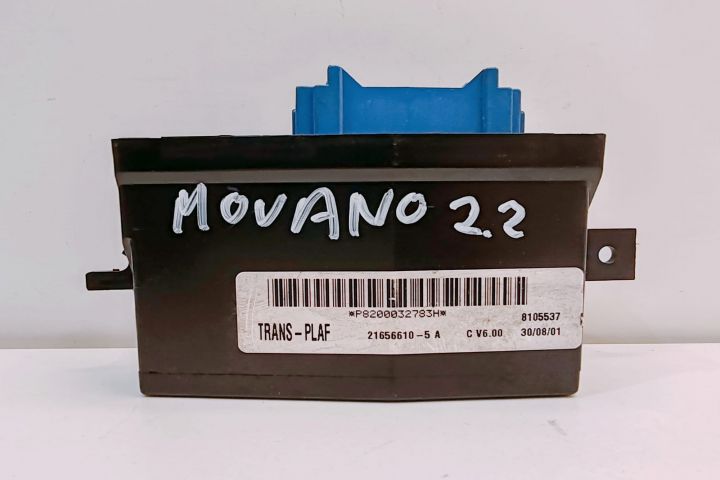 MOVANO 2.2
*P8200032783H*
8105537
TRANS-PLAF 21656610-5 A C V6.00 30/08/01